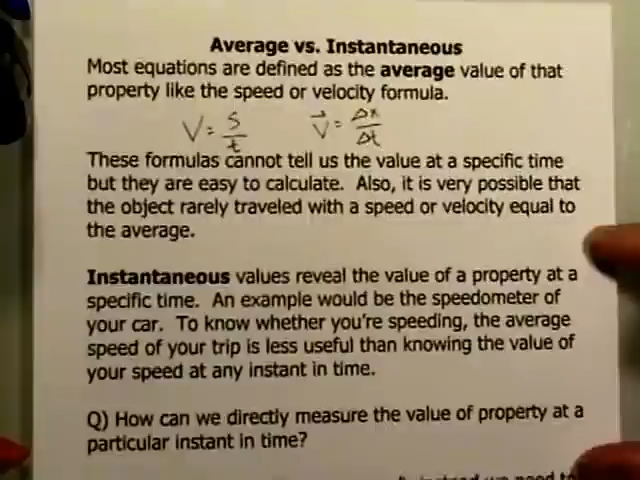 Average vs. Instantaneous
Most equations are defined as the average value of that
property like the speed or velocity formula.
V = s/t    v⃗ = Δx/Δt
These formulas cannot tell us the value at a specific time
but they are easy to calculate. Also, it is very possible that
the object rarely traveled with a speed or velocity equal to
the average.
Instantaneous values reveal the value of a property at a
specific time. An example would be the speedometer of
your car. To know whether you're speeding, the average
speed of your trip is less useful than knowing the value of
your speed at any instant in time.
Q) How can we directly measure the value of property at a
particular instant in time?